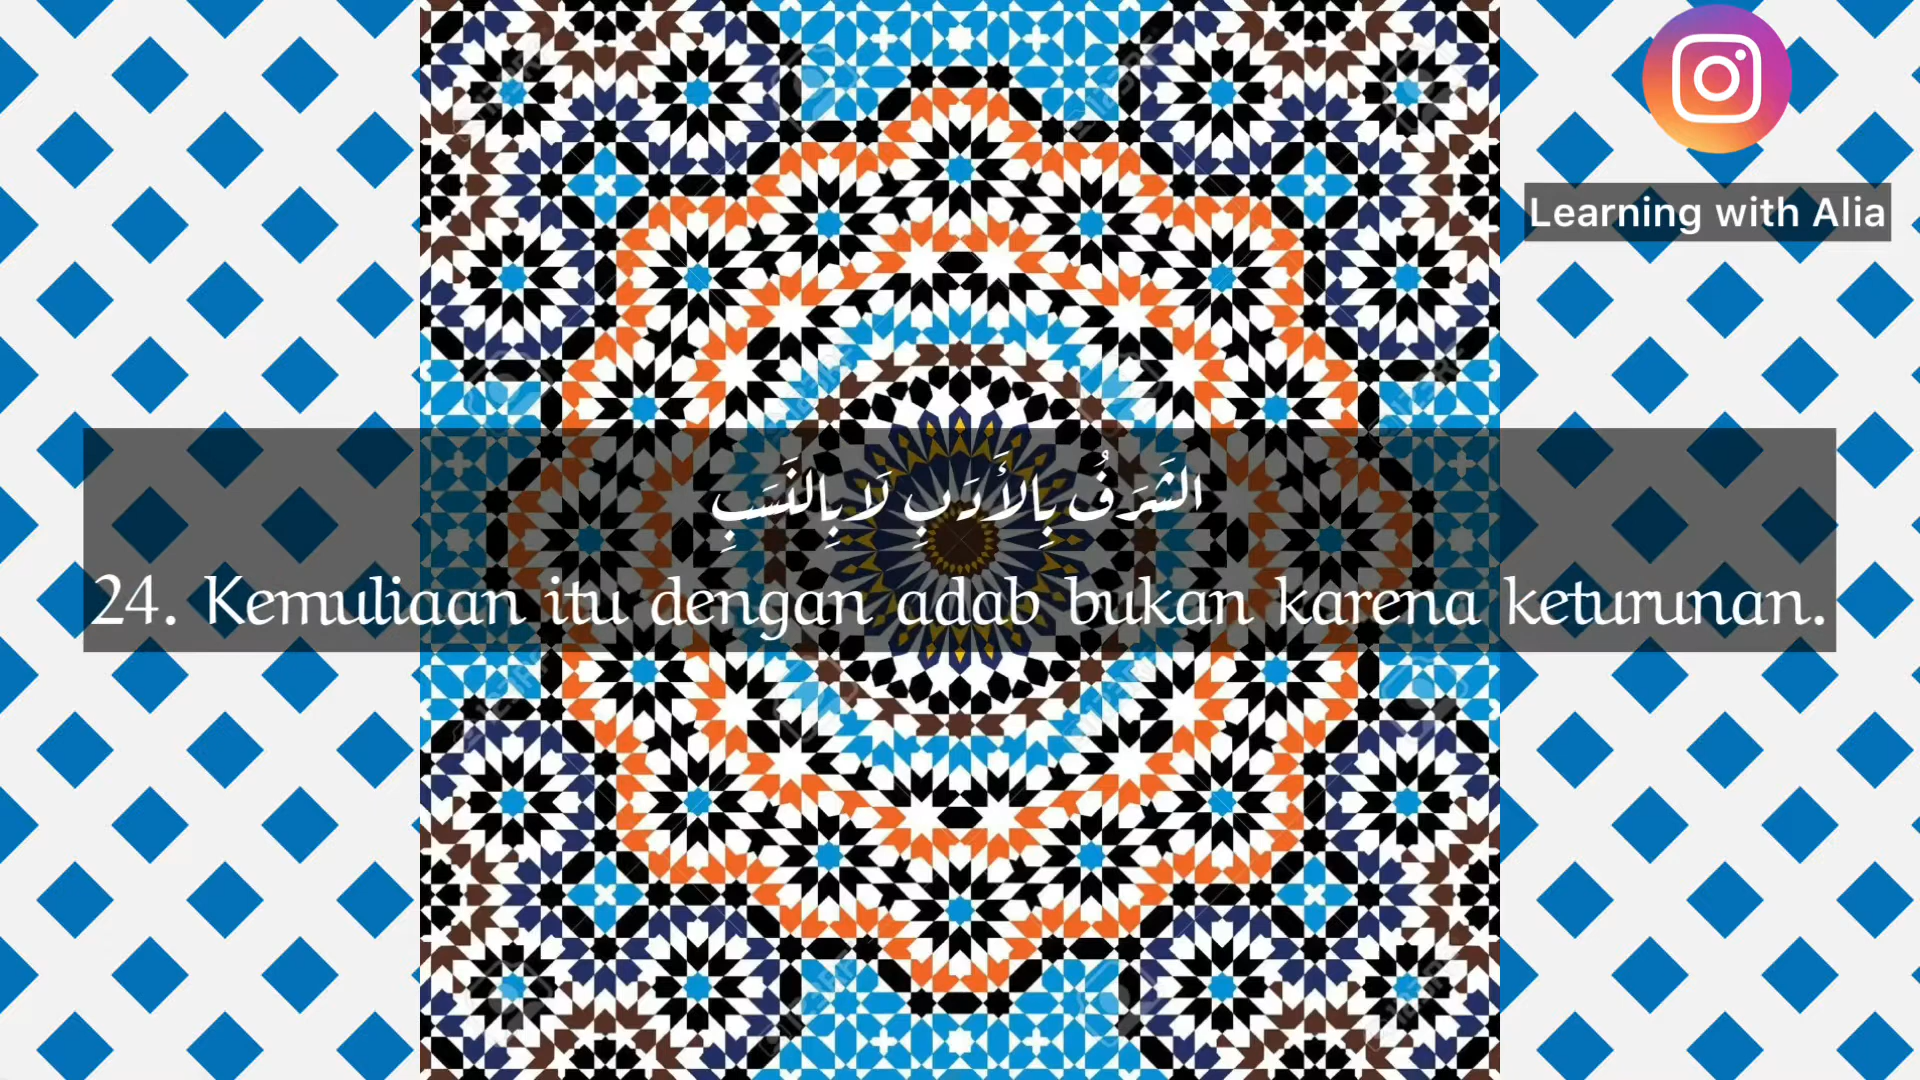 Learning with Alia
الشَرَفُ بِالأَدَبِ لَا بِالنَسَبِ
24. Kemuliaan itu dengan adab bukan karena keturunan.